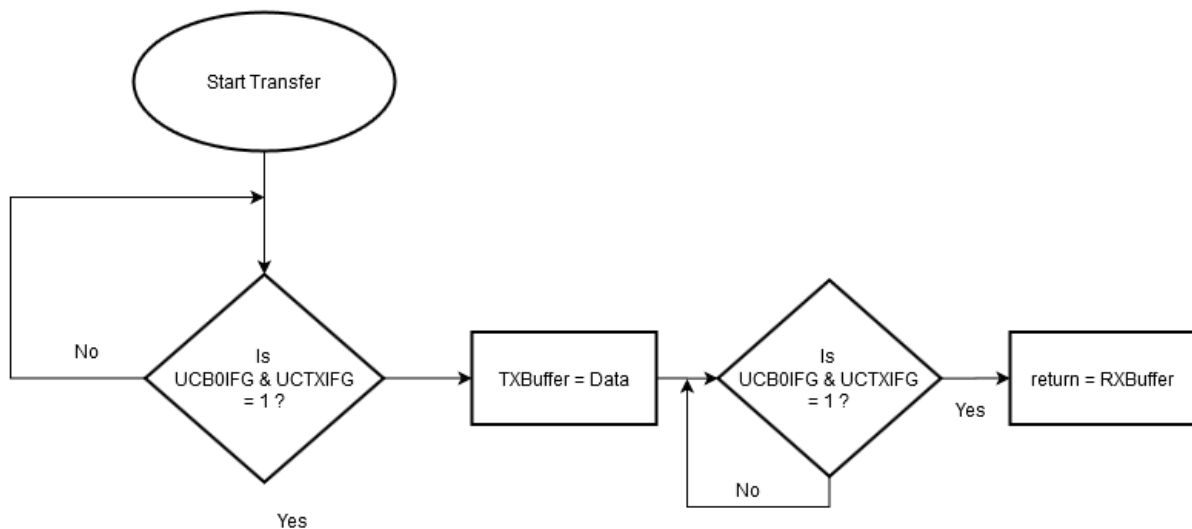 Start Transfer
No
Is
UCB0IFG & UCTXIFG
= 1 ?
Yes
TXBuffer = Data
Is
UCB0IFG & UCTXIFG
= 1 ?
No
Yes
return = RXBuffer